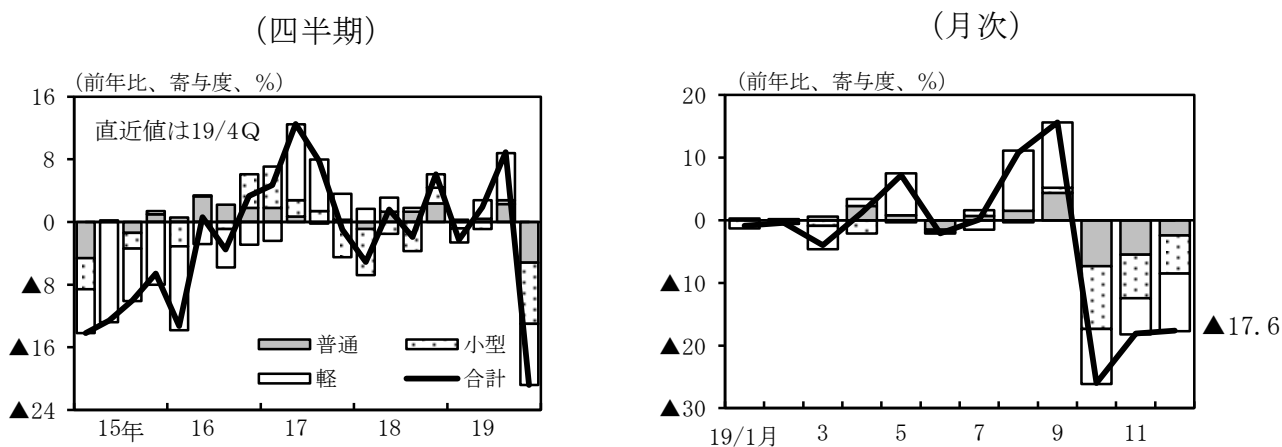 （四半期）
（前年比、寄与度、%）
16
8
0
▲8
▲16
▲24
直近値は19/4Q
普通
小型
軽
合計
15年 16 17 18 19
（月次）
（前年比、寄与度、%）
20
10
0
▲10
▲20
▲30
▲17.6
19/1月 3 5 7 9 11